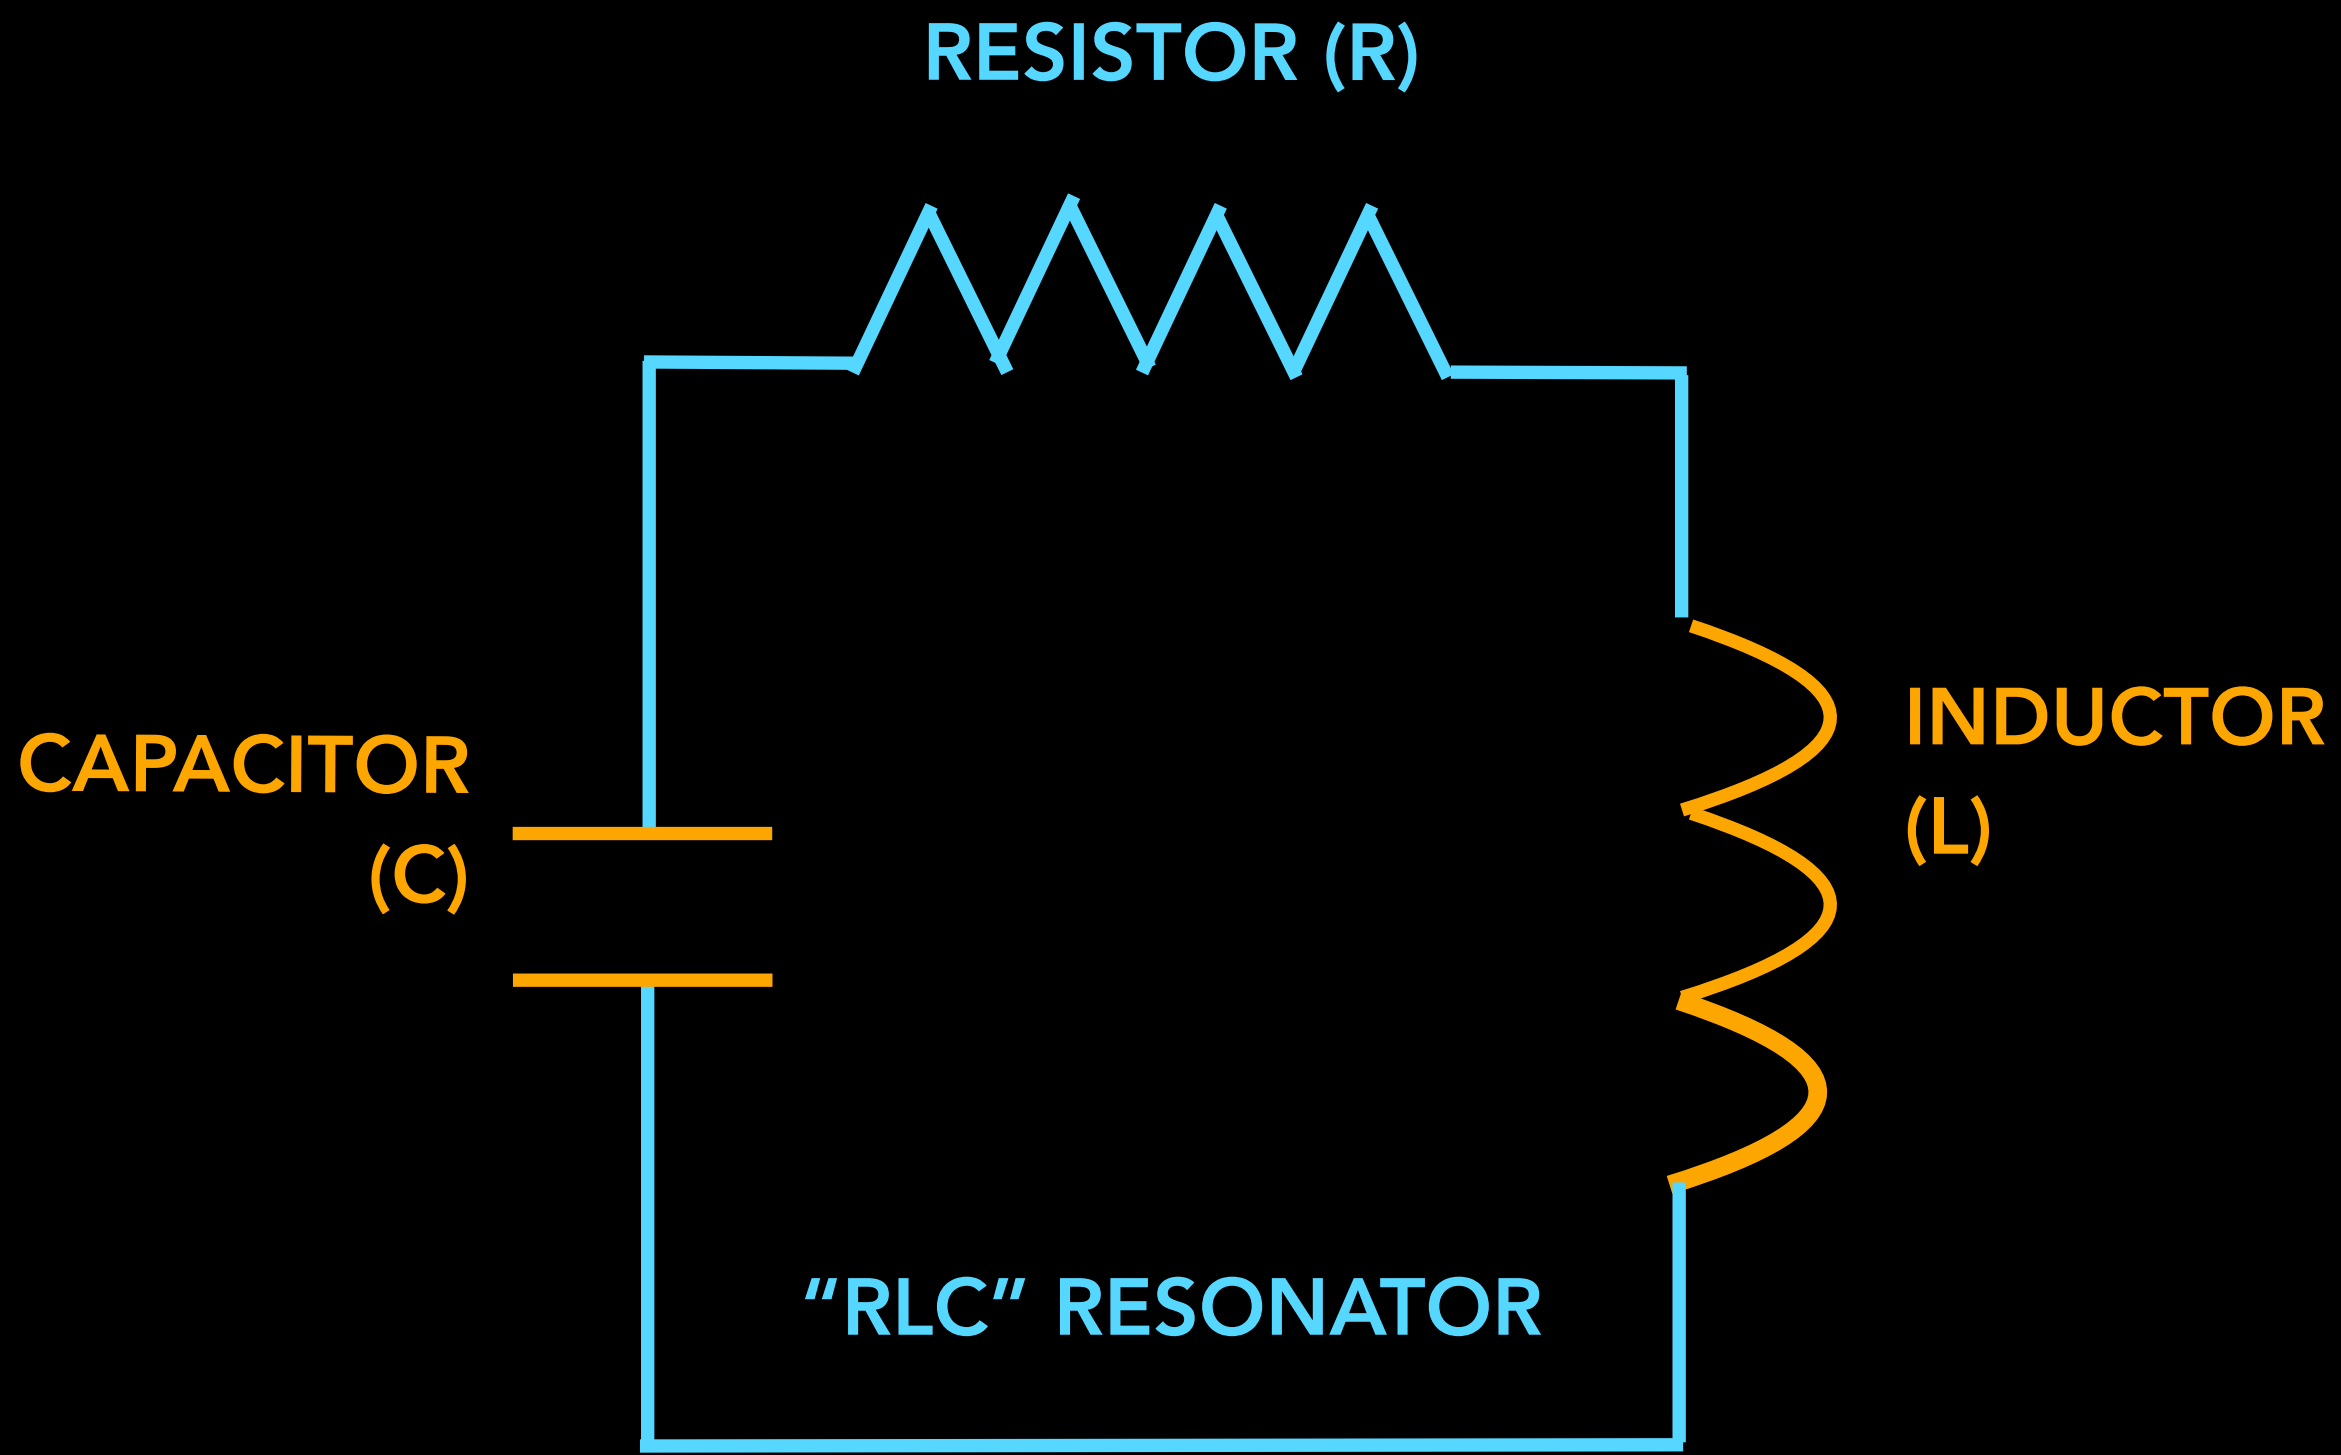 RESISTOR (R)
CAPACITOR
(C)
INDUCTOR
(L)
“RLC” RESONATOR